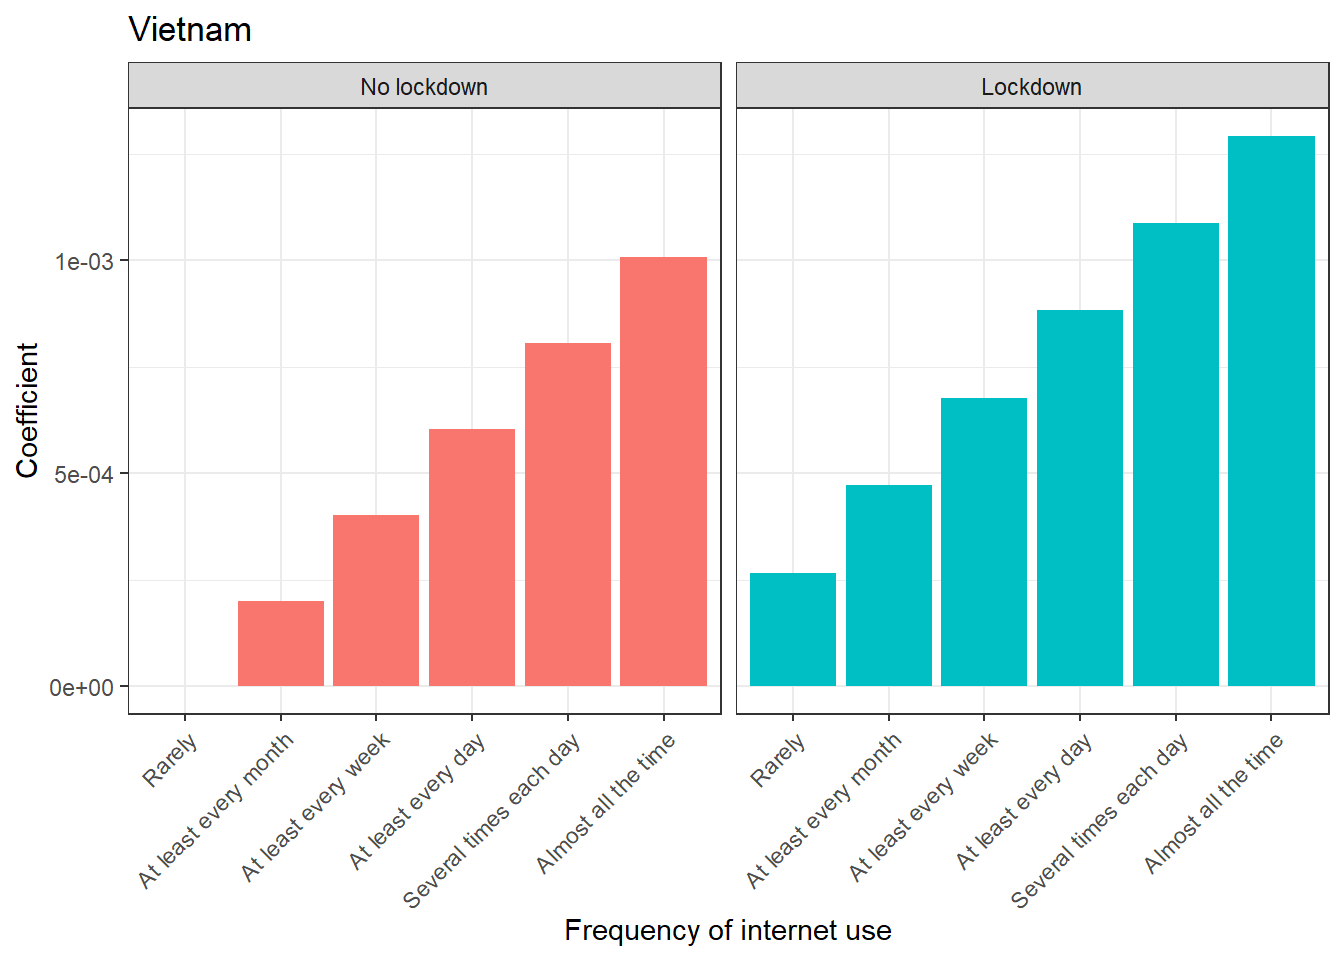 Vietnam
No lockdown
Lockdown
Coefficient
1e-03
5e-04
0e+00
Rarely
At least every month
At least every week
At least every day
Several times each day
Almost all the time
Rarely
At least every month
At least every week
At least every day
Several times each day
Almost all the time
Frequency of internet use